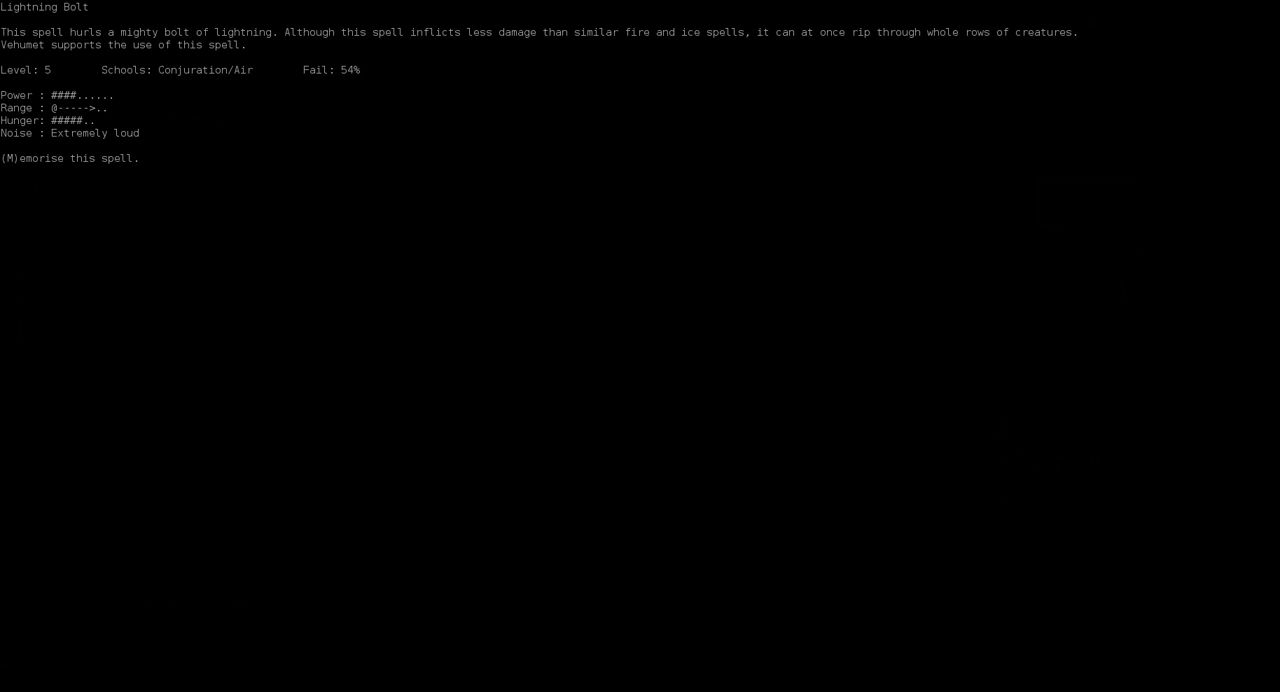 Lightning Bolt
This spell hurls a mighty bolt of lightning. Although this spell inflicts less damage than similar fire and ice spells, it can at once rip through whole rows of creatures.
Vehumet supports the use of this spell.
Level: 5        Schools: Conjuration/Air        Fail: 54%
Power : ####......
Range : @----->..
Hunger: #####..
Noise : Extremely loud
(M)emorise this spell.